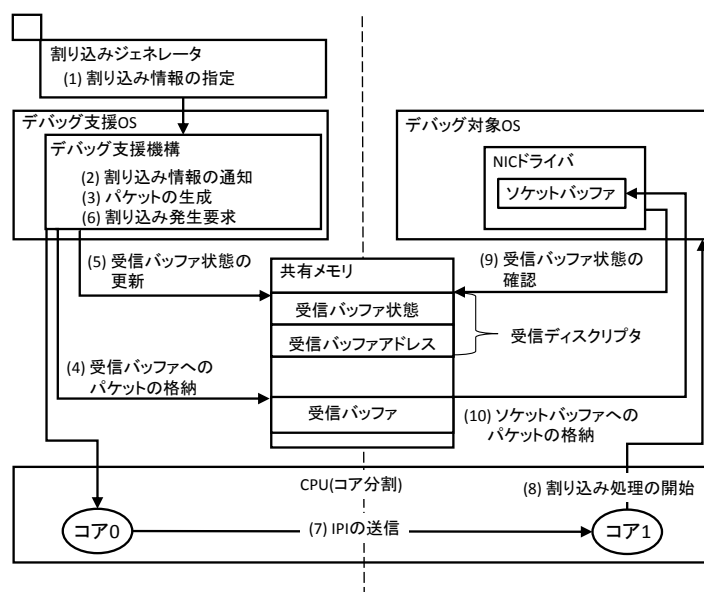 割り込みジェネレータ
(1) 割り込み情報の指定
デバッグ支援OS
デバッグ支援機構
(2) 割り込み情報の通知
(3) パケットの生成
(6) 割り込み発生要求
デバッグ対象OS
NICドライバ
ソケットバッファ
(5) 受信バッファ状態の
更新
共有メモリ
(9) 受信バッファ状態の
確認
受信バッファ状態
受信バッファアドレス
受信ディスクリプタ
(4) 受信バッファへの
パケットの格納
受信バッファ
(10) ソケットバッファへの
パケットの格納
CPU(コア分割)
(8) 割り込み処理の開始
コア0
(7) IPIの送信
コア1